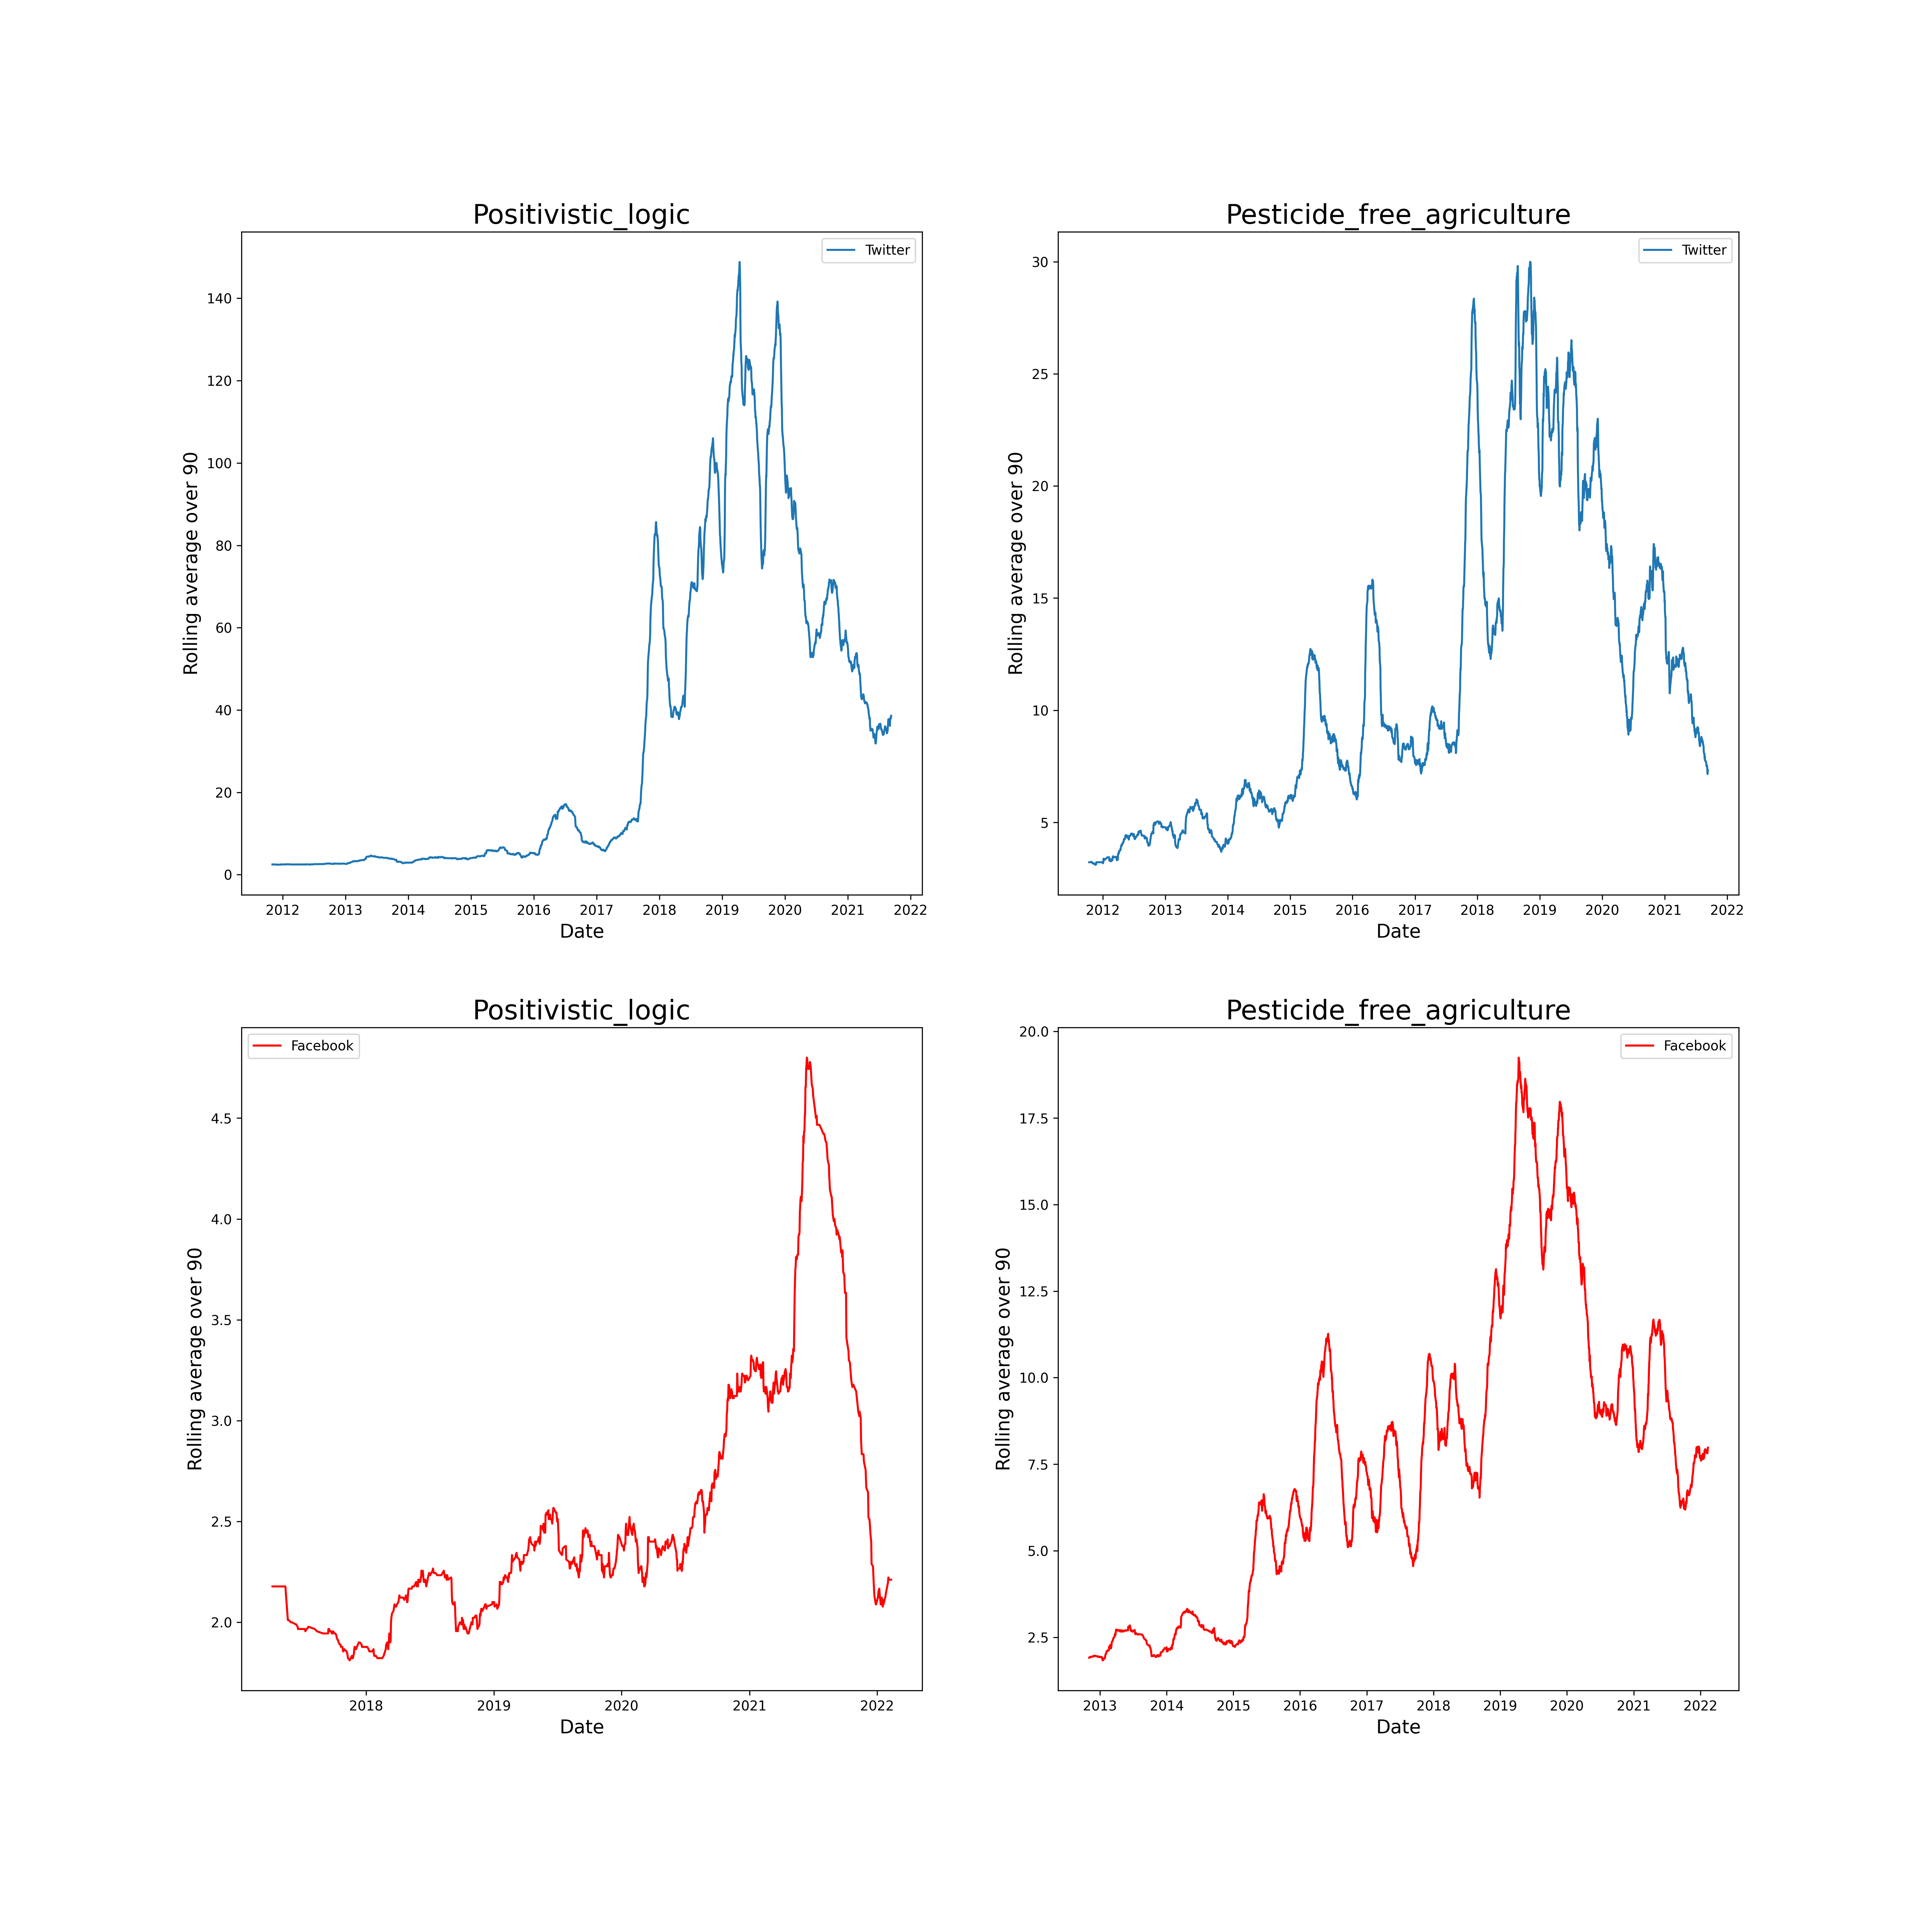 Positivistic_logic
Twitter
140
120
100
80
60
40
20
0
Rolling average over 90
2012 2013 2014 2015 2016 2017 2018 2019 2020 2021 2022
Date
Pesticide_free_agriculture
Twitter
30
25
20
15
10
5
Rolling average over 90
2012 2013 2014 2015 2016 2017 2018 2019 2020 2021 2022
Date
Positivistic_logic
Facebook
4.5
4.0
3.5
3.0
2.5
2.0
Rolling average over 90
2018 2019 2020 2021 2022
Date
Pesticide_free_agriculture
Facebook
20.0
17.5
15.0
12.5
10.0
7.5
5.0
2.5
Rolling average over 90
2013 2014 2015 2016 2017 2018 2019 2020 2021 2022
Date